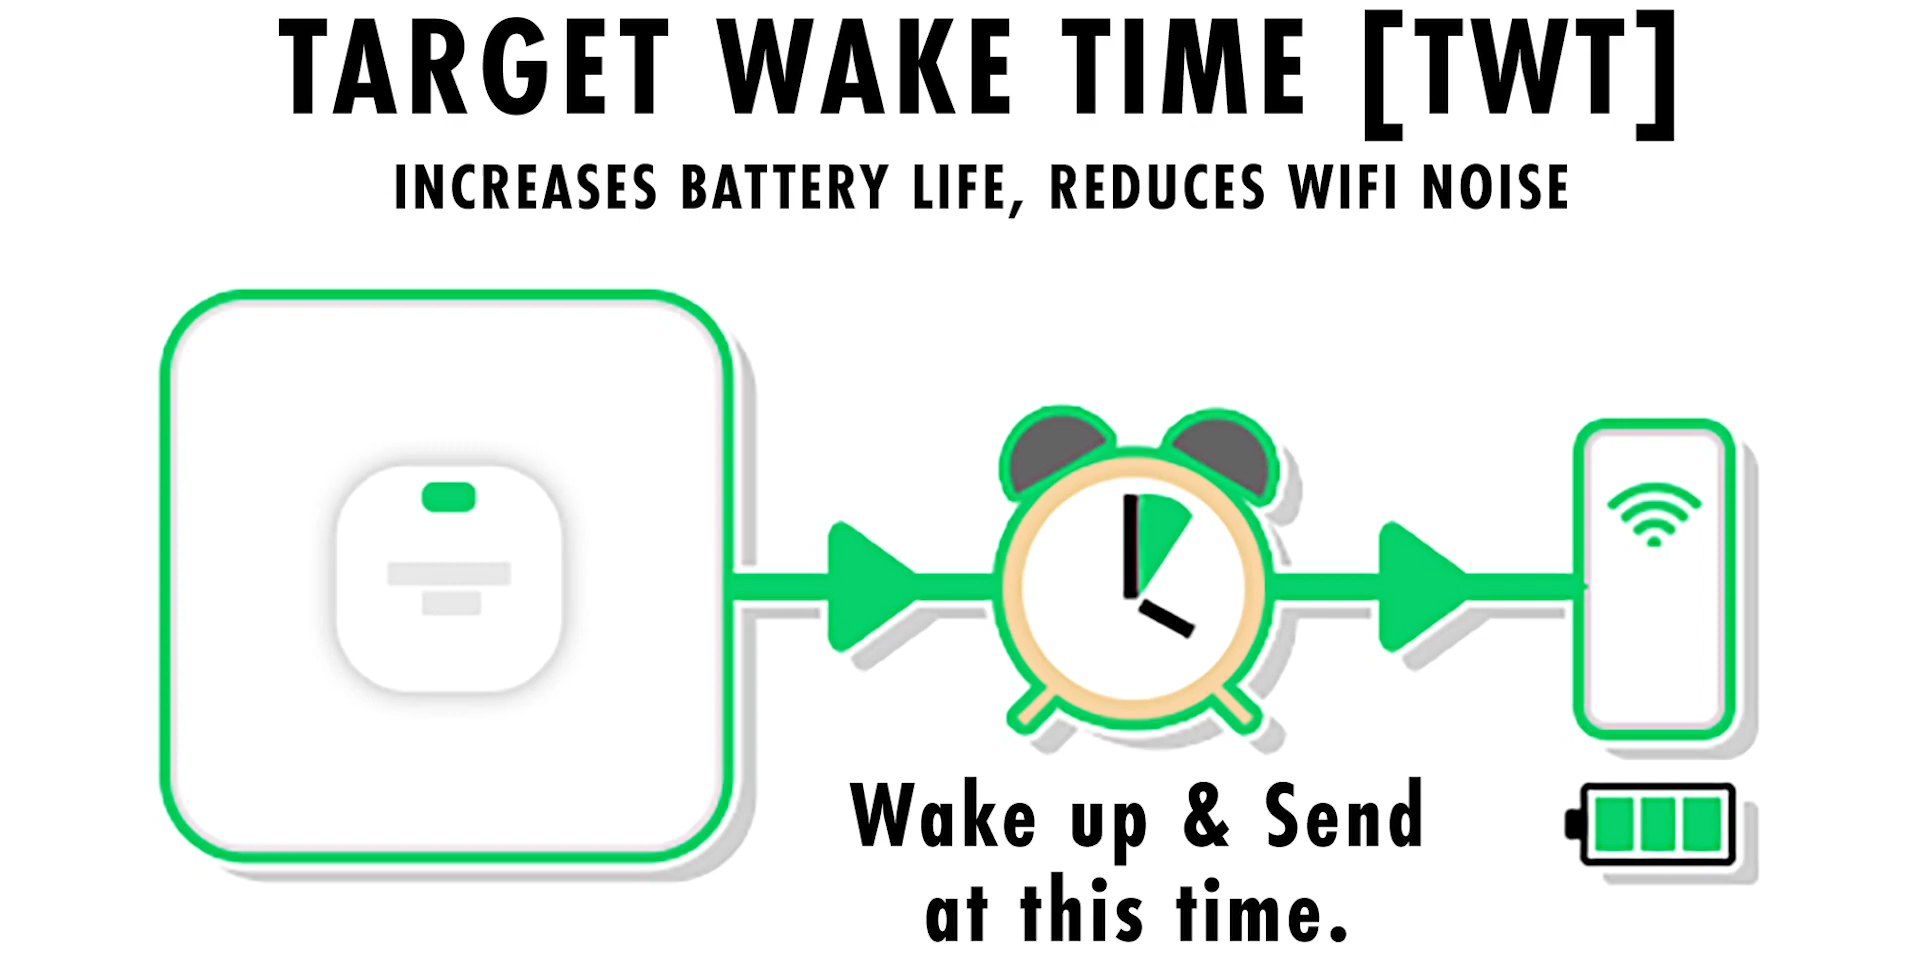 TARGET WAKE TIME [TWT]
INCREASES BATTERY LIFE, REDUCES WIFI NOISE
Wake up & Send
at this time.